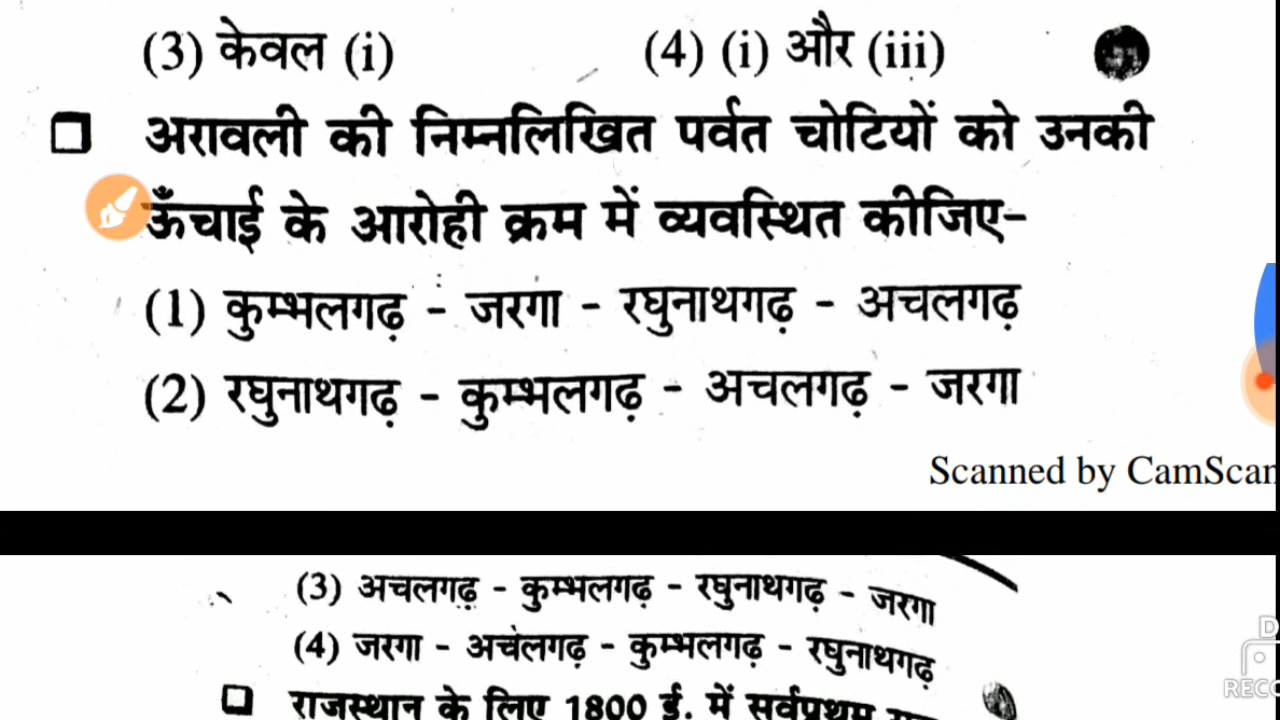 (3) केवल (i) (4) (i) और (iii)
अरावली की निम्नलिखित पर्वत चोटियों को उनकी
ऊँचाई के आरोही क्रम में व्यवस्थित कीजिए-
(1) कुम्भलगढ़ - जरगा - रघुनाथगढ़ - अचलगढ़
(2) रघुनाथगढ़ - कुम्भलगढ़ - अचलगढ़ - जरगा
Scanned by CamScan
(3) अचलगढ़ - कुम्भलगढ़ - रघुनाथगढ़ - जरगा
(4) जरगा - अचलगढ़ - कुम्भलगढ़ - रघुनाथगढ़
राजस्थान के लिए 1800 ई. में सर्वप्रथम